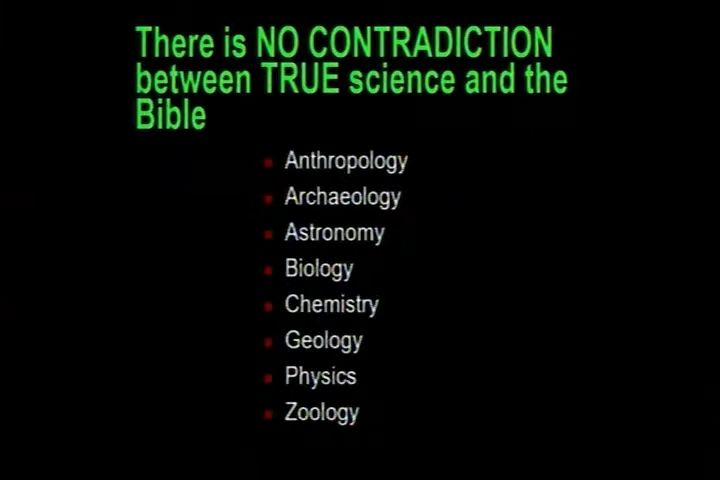 There is NO CONTRADICTION
between TRUE science and the
Bible
Anthropology
Archaeology
Astronomy
Biology
Chemistry
Geology
Physics
Zoology